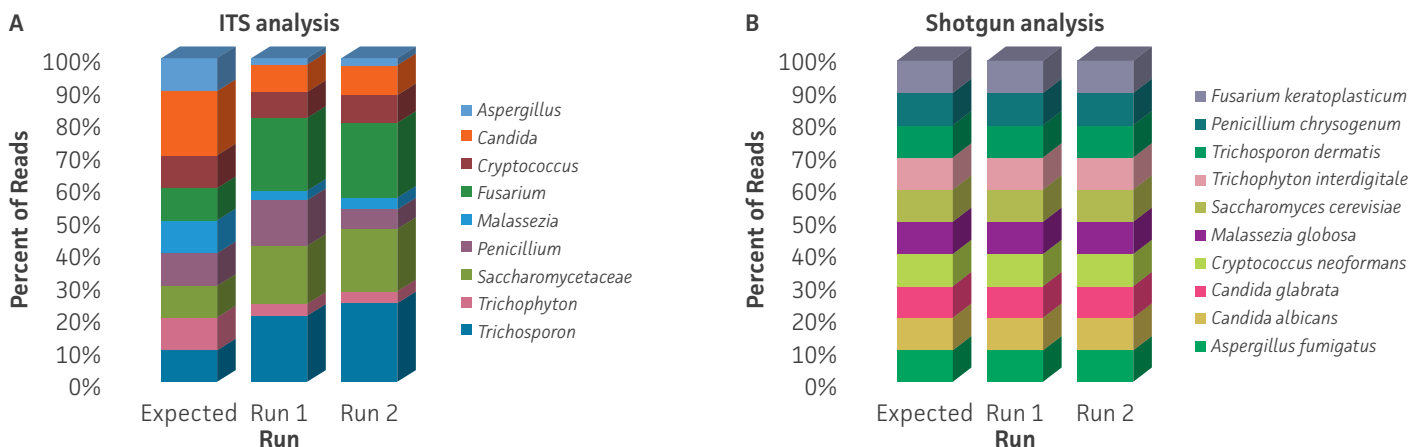 A
ITS analysis
Percent of Reads
100%
90%
80%
70%
60%
50%
40%
30%
20%
10%
0%
Expected Run 1 Run 2
Run
Aspergillus
Candida
Cryptococcus
Fusarium
Malassezia
Penicillium
Saccharomycetaceae
Trichophyton
Trichosporon
B
Shotgun analysis
Percent of Reads
100%
90%
80%
70%
60%
50%
40%
30%
20%
10%
0%
Expected Run 1 Run 2
Run
Fusarium keratoplasticum
Penicillium chrysogenum
Trichosporon dermatis
Trichophyton interdigitale
Saccharomyces cerevisiae
Malassezia globosa
Cryptococcus neoformans
Candida glabrata
Candida albicans
Aspergillus fumigatus